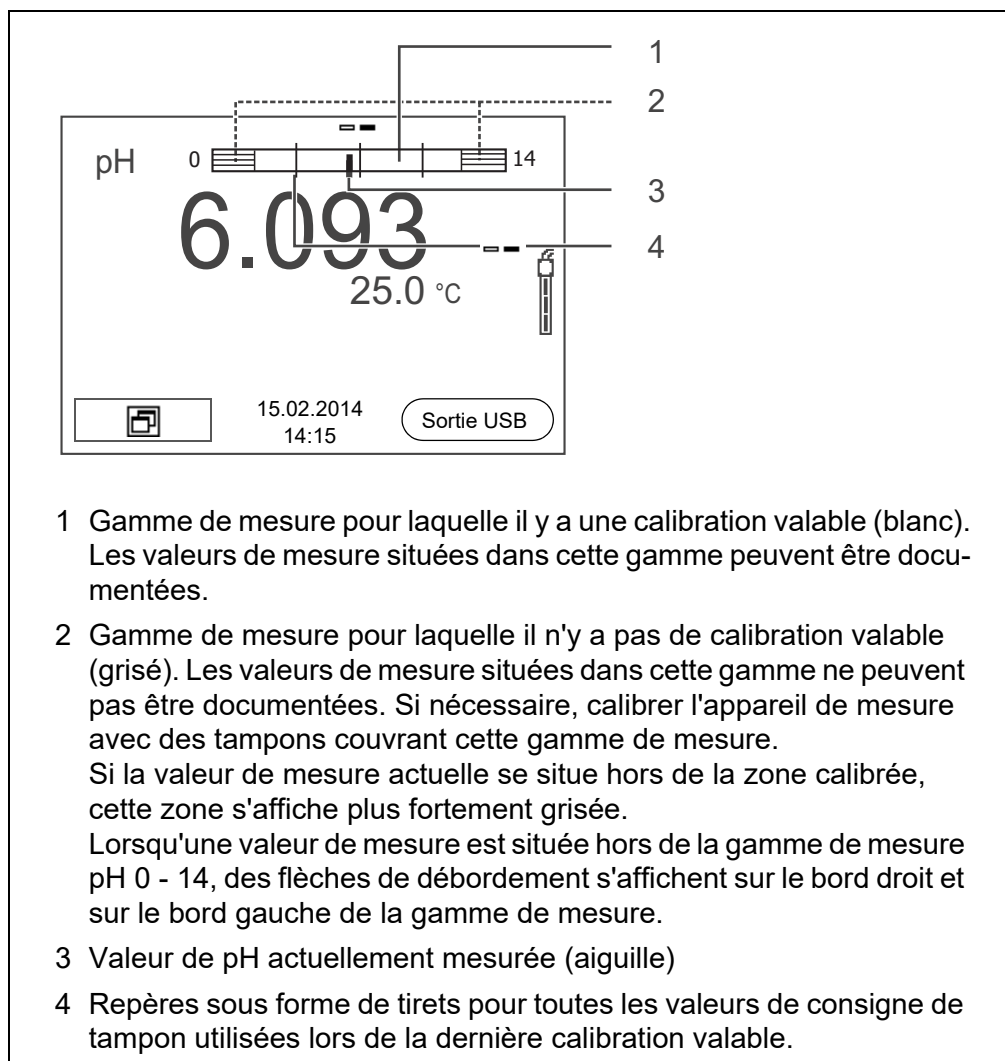 1
2
pH
0
14
3
6.093
4
25.0 °C
15.02.2014
14:15
Sortie USB
1 Gamme de mesure pour laquelle il y a une calibration valable (blanc).
Les valeurs de mesure situées dans cette gamme peuvent être docu-
mentées.
2 Gamme de mesure pour laquelle il n'y a pas de calibration valable
(grisé). Les valeurs de mesure situées dans cette gamme ne peuvent
pas être documentées. Si nécessaire, calibrer l'appareil de mesure
avec des tampons couvrant cette gamme de mesure.
Si la valeur de mesure actuelle se situe hors de la zone calibrée,
cette zone s'affiche plus fortement grisée.
Lorsqu'une valeur de mesure est située hors de la gamme de mesure
pH 0 - 14, des flèches de débordement s'affichent sur le bord droit et
sur le bord gauche de la gamme de mesure.
3 Valeur de pH actuellement mesurée (aiguille)
4 Repères sous forme de tirets pour toutes les valeurs de consigne de
tampon utilisées lors de la dernière calibration valable.